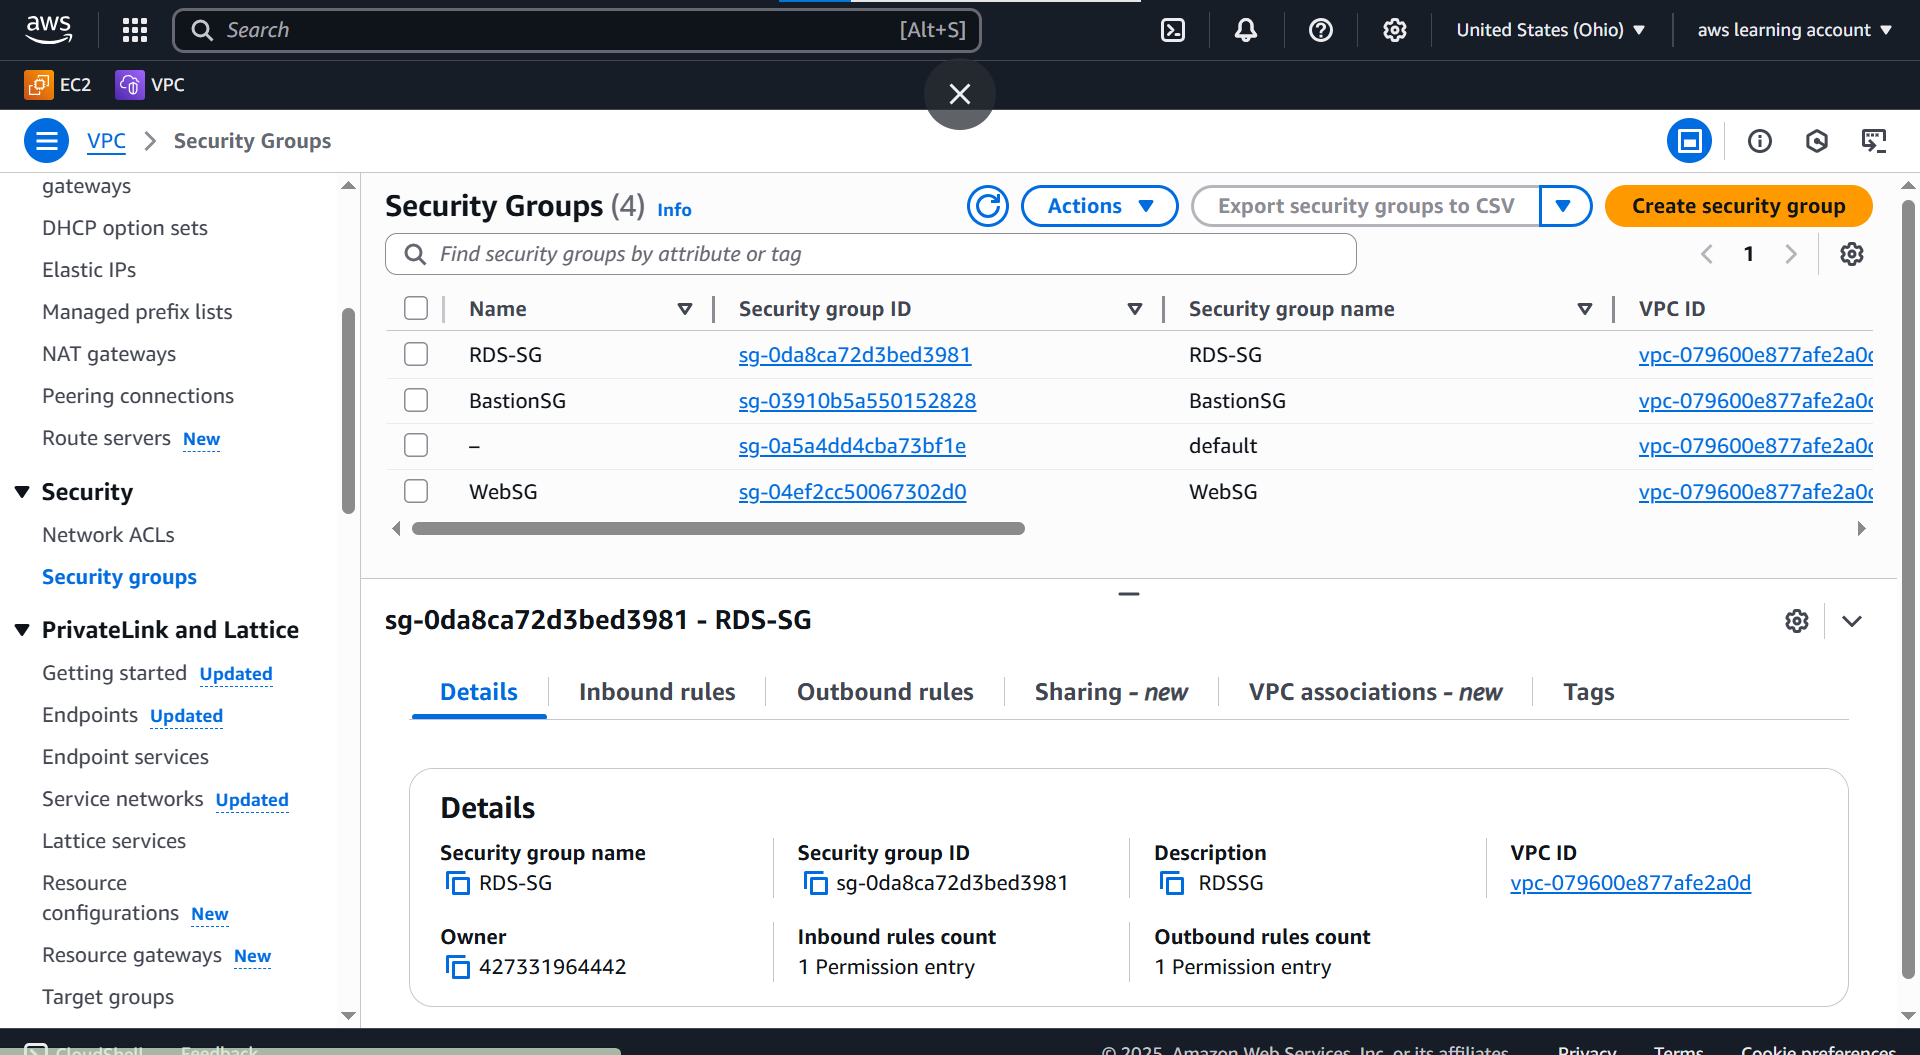 aws
Search [Alt+S]
United States (Ohio)
aws learning account
EC2
VPC
VPC > Security Groups
gateways
DHCP option sets
Elastic IPs
Managed prefix lists
NAT gateways
Peering connections
Route servers New
Security
Network ACLs
Security groups
PrivateLink and Lattice
Getting started Updated
Endpoints Updated
Endpoint services
Service networks Updated
Lattice services
Resource
configurations New
Resource gateways New
Target groups
Security Groups (4) Info
Actions
Export security groups to CSV
Create security group
Find security groups by attribute or tag
1
Name Security group ID Security group name VPC ID
RDS-SG sg-0da8ca72d3bed3981 RDS-SG vpc-079600e877afe2a0d
BastionSG sg-03910b5a550152828 BastionSG vpc-079600e877afe2a0d
– sg-0a5a4dd4cba73bf1e default vpc-079600e877afe2a0d
WebSG sg-04ef2cc50067302d0 WebSG vpc-079600e877afe2a0d
sg-0da8ca72d3bed3981 - RDS-SG
Details Inbound rules Outbound rules Sharing - new VPC associations - new Tags
Details
Security group name
RDS-SG
Security group ID
sg-0da8ca72d3bed3981
Description
RDSSG
VPC ID
vpc-079600e877afe2a0d
Owner
427331964442
Inbound rules count
1 Permission entry
Outbound rules count
1 Permission entry
CloudShell Feedback
© 2025, Amazon Web Services, Inc. or its affiliates. Privacy Terms Cookie preferences